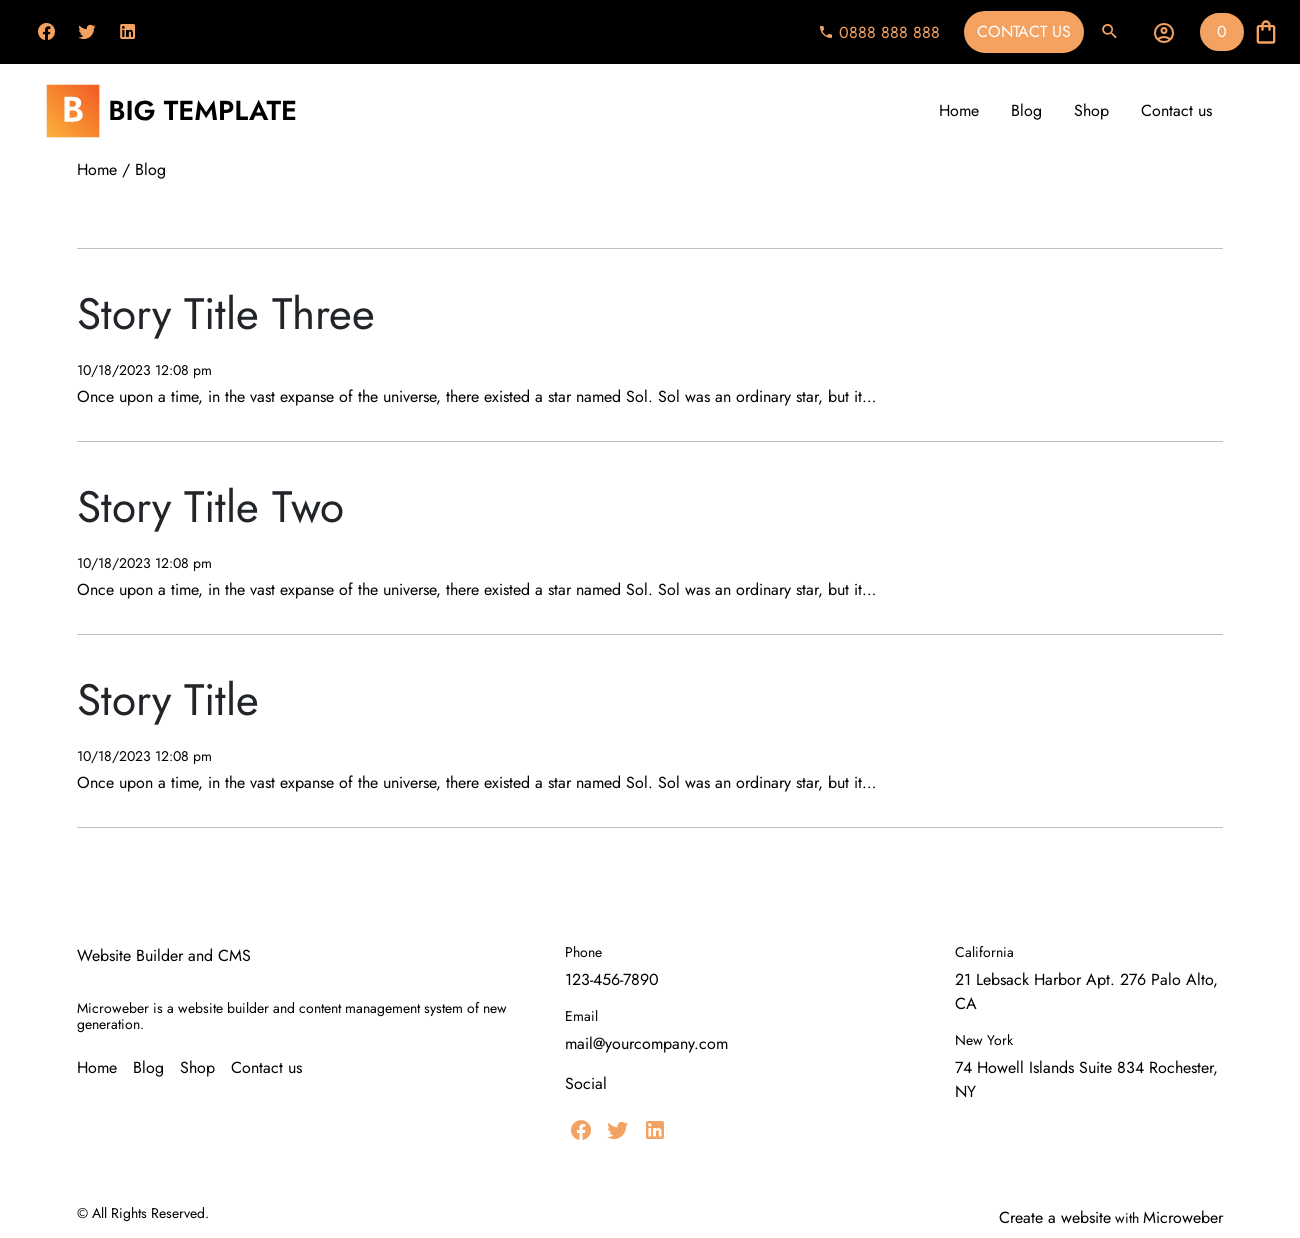 0888 888 888
CONTACT US
0
B BIG TEMPLATE
Home Blog Shop Contact us
Home / Blog
Story Title Three
10/18/2023 12:08 pm
Once upon a time, in the vast expanse of the universe, there existed a star named Sol. Sol was an ordinary star, but it...
Story Title Two
10/18/2023 12:08 pm
Once upon a time, in the vast expanse of the universe, there existed a star named Sol. Sol was an ordinary star, but it...
Story Title
10/18/2023 12:08 pm
Once upon a time, in the vast expanse of the universe, there existed a star named Sol. Sol was an ordinary star, but it...
Website Builder and CMS
Microweber is a website builder and content management system of new
generation.
Home Blog Shop Contact us
Phone
123-456-7890
Email
mail@yourcompany.com
Social
California
21 Lebsack Harbor Apt. 276 Palo Alto,
CA
New York
74 Howell Islands Suite 834 Rochester,
NY
© All Rights Reserved.
Create a website with Microweber